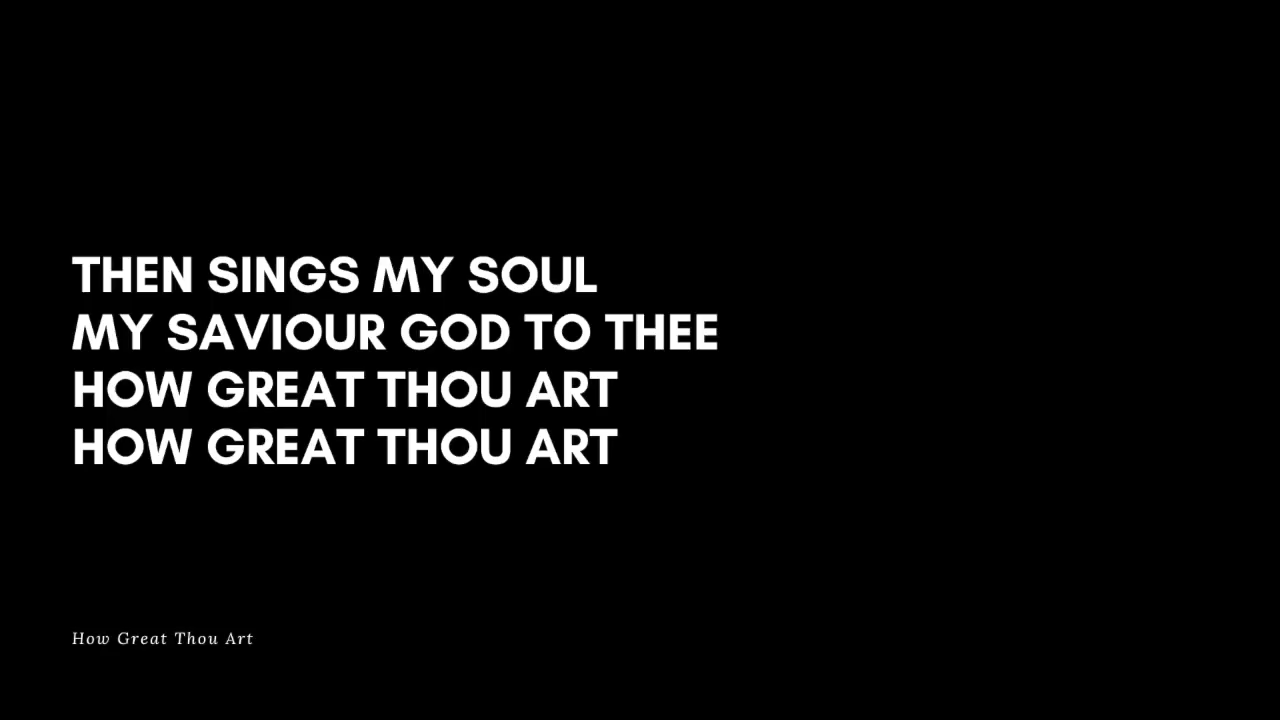 THEN SINGS MY SOUL
MY SAVIOUR GOD TO THEE
HOW GREAT THOU ART
HOW GREAT THOU ART
How Great Thou Art